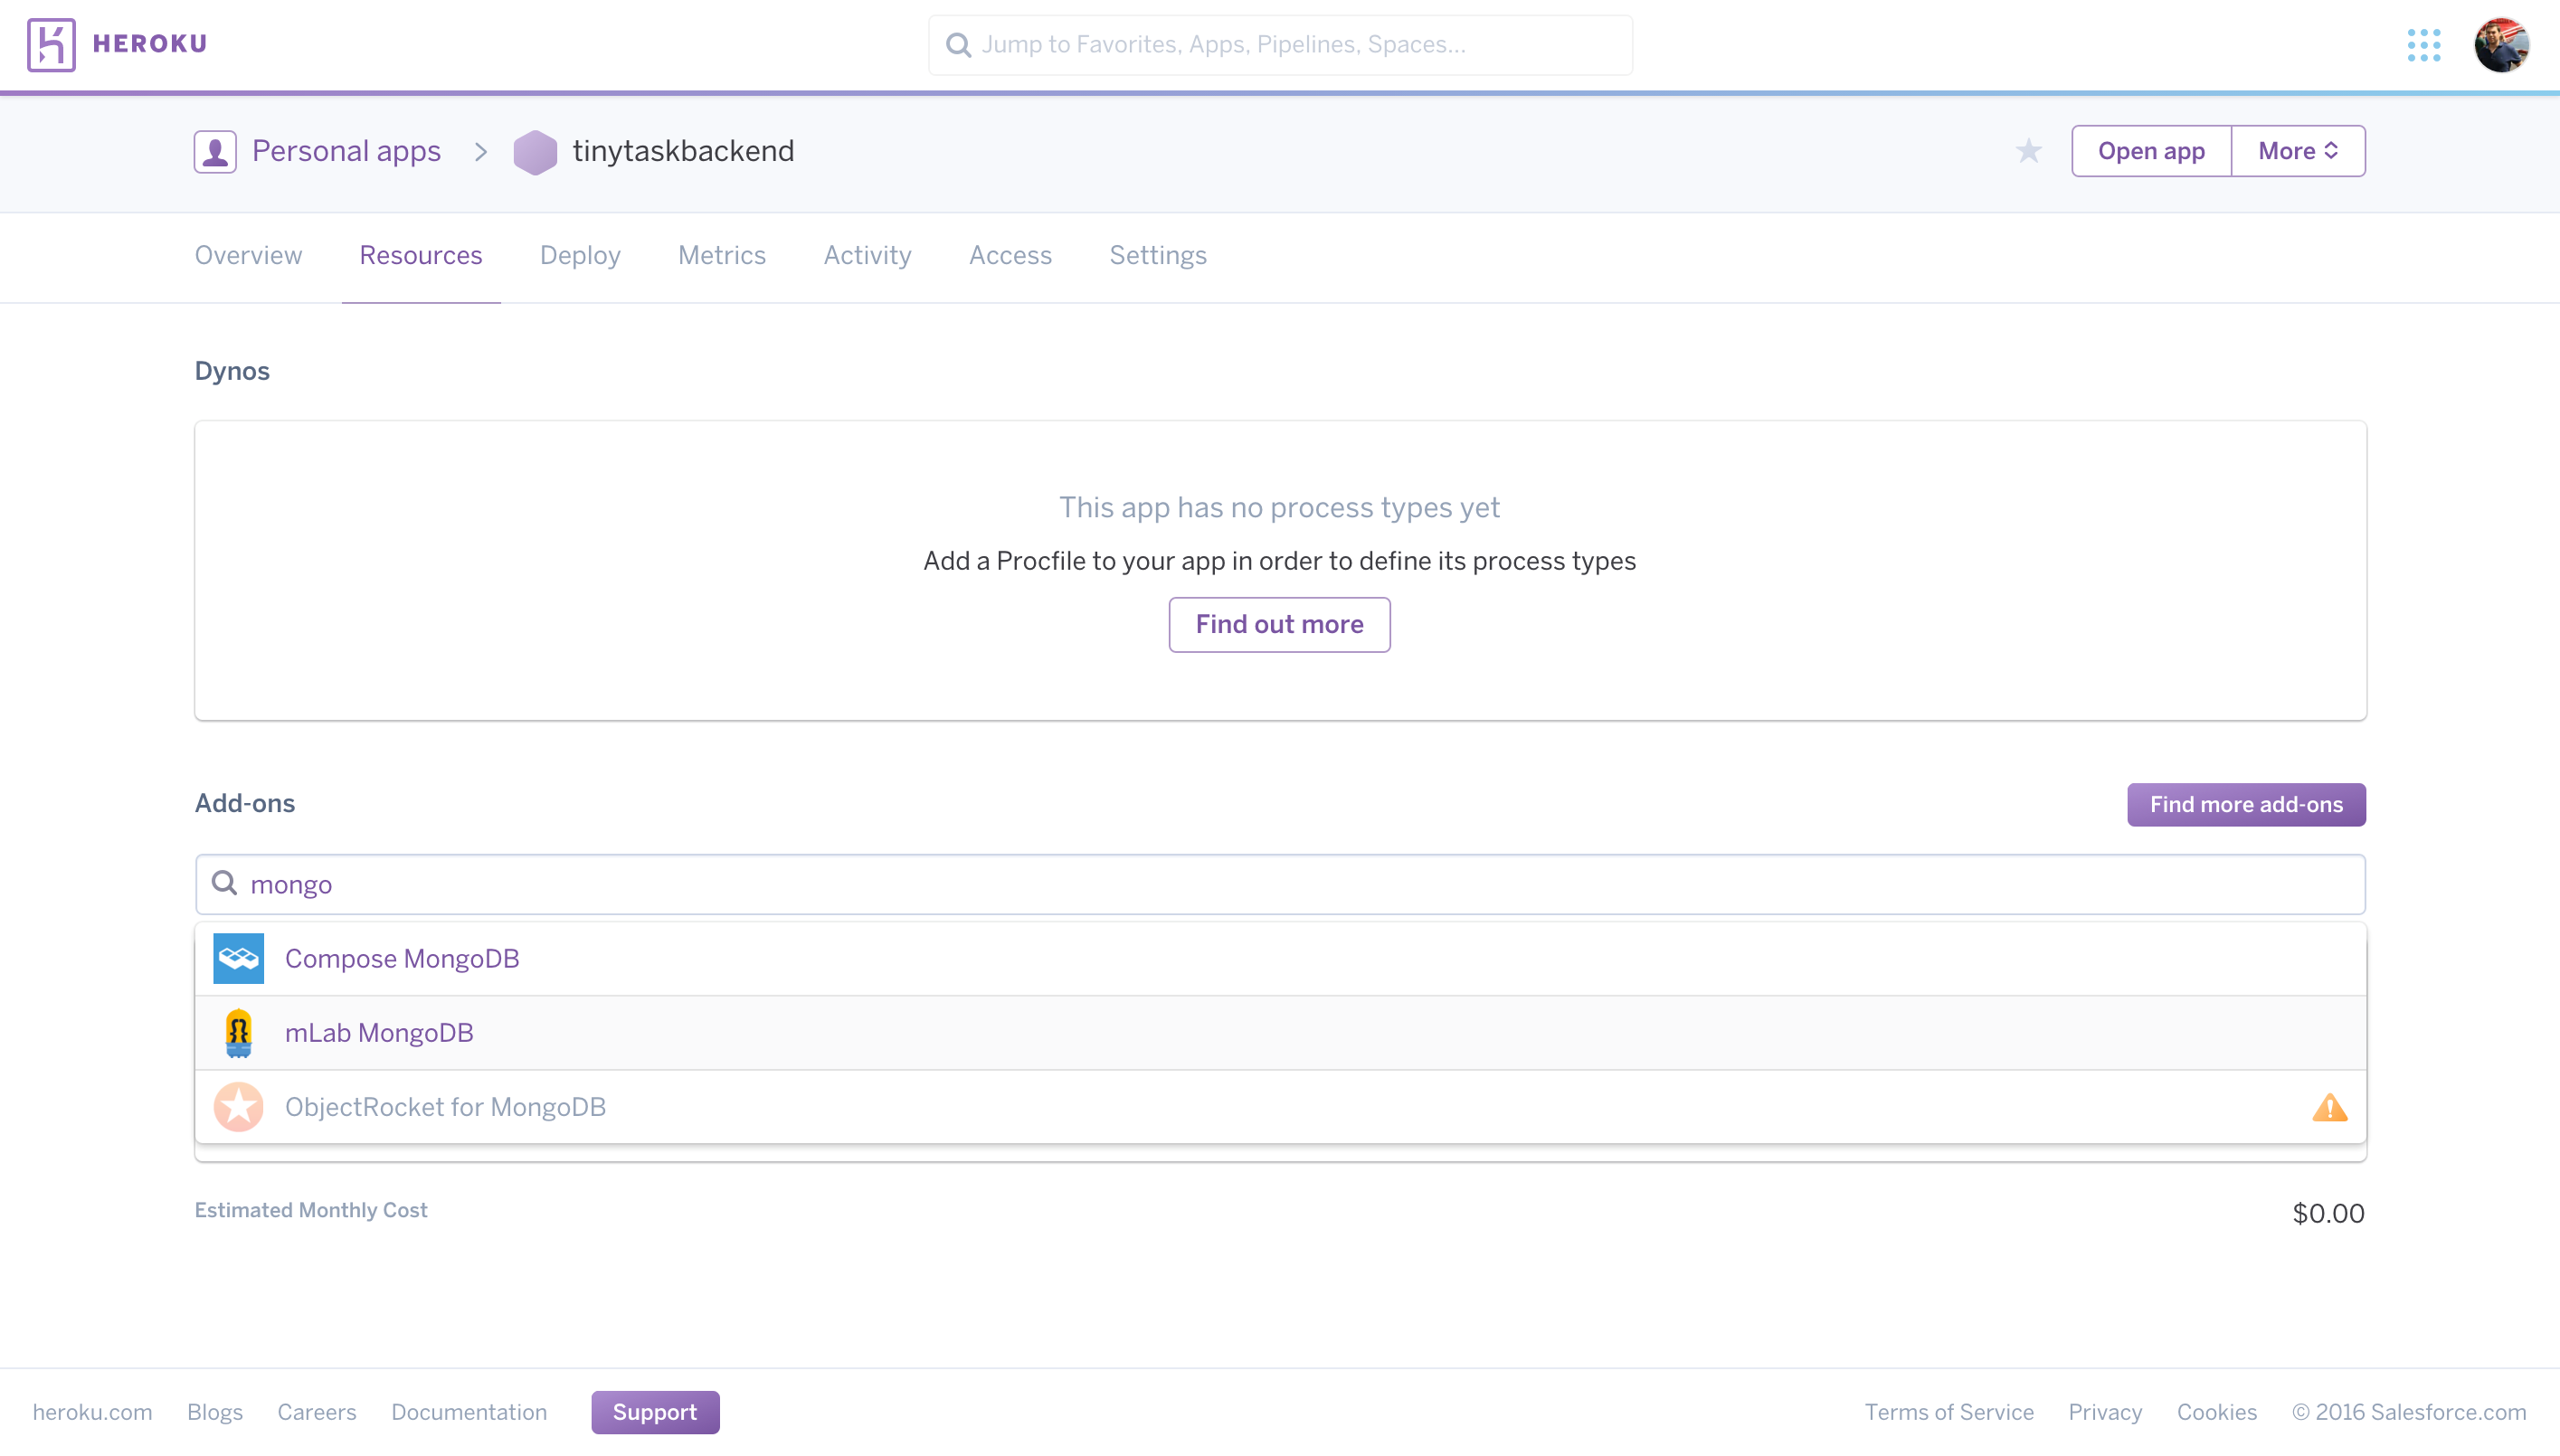 HEROKU
Jump to Favorites, Apps, Pipelines, Spaces...
Personal apps > tinytaskbackend
Open app More
Overview Resources Deploy Metrics Activity Access Settings
Dynos
This app has no process types yet
Add a Procfile to your app in order to define its process types
Find out more
Add-ons
Find more add-ons
mongo
Compose MongoDB
mLab MongoDB
ObjectRocket for MongoDB
Estimated Monthly Cost
$0.00
heroku.com Blogs Careers Documentation Support Terms of Service Privacy Cookies © 2016 Salesforce.com